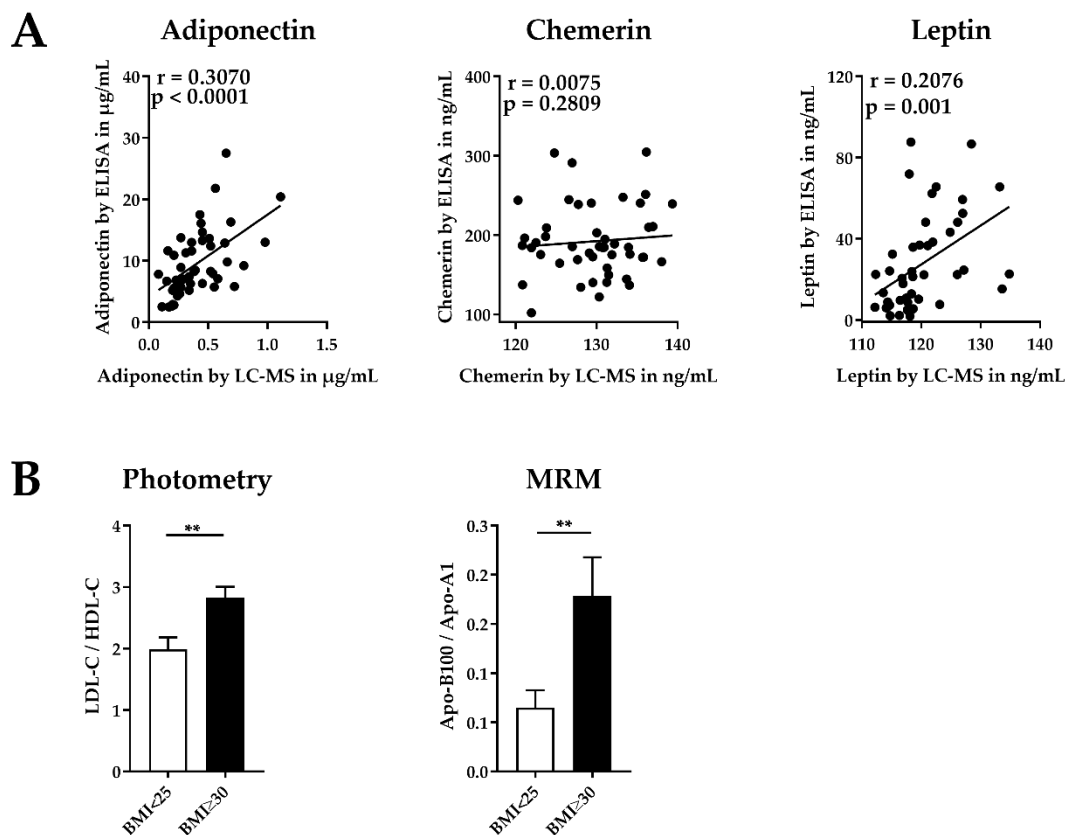 A
Adiponectin
r = 0.3070
p < 0.0001
Adiponectin by ELISA in µg/mL
40
30
20
10
0
0.0 0.5 1.0 1.5
Adiponectin by LC-MS in µg/mL
Chemerin
r = 0.0075
p = 0.2809
Chemerin by ELISA in ng/mL
400
300
200
100
120 130 140
Chemerin by LC-MS in ng/mL
Leptin
r = 0.2076
p = 0.001
Leptin by ELISA in ng/mL
120
80
40
0
110 120 130 140
Leptin by LC-MS in ng/mL
B
Photometry
**
LDL-C / HDL-C
4
3
2
1
0
BMI<25
BMI≥30
MRM
**
Apo-B100 / Apo-A1
0.3
0.2
0.2
0.1
0.1
0.0
BMI<25
BMI≥30